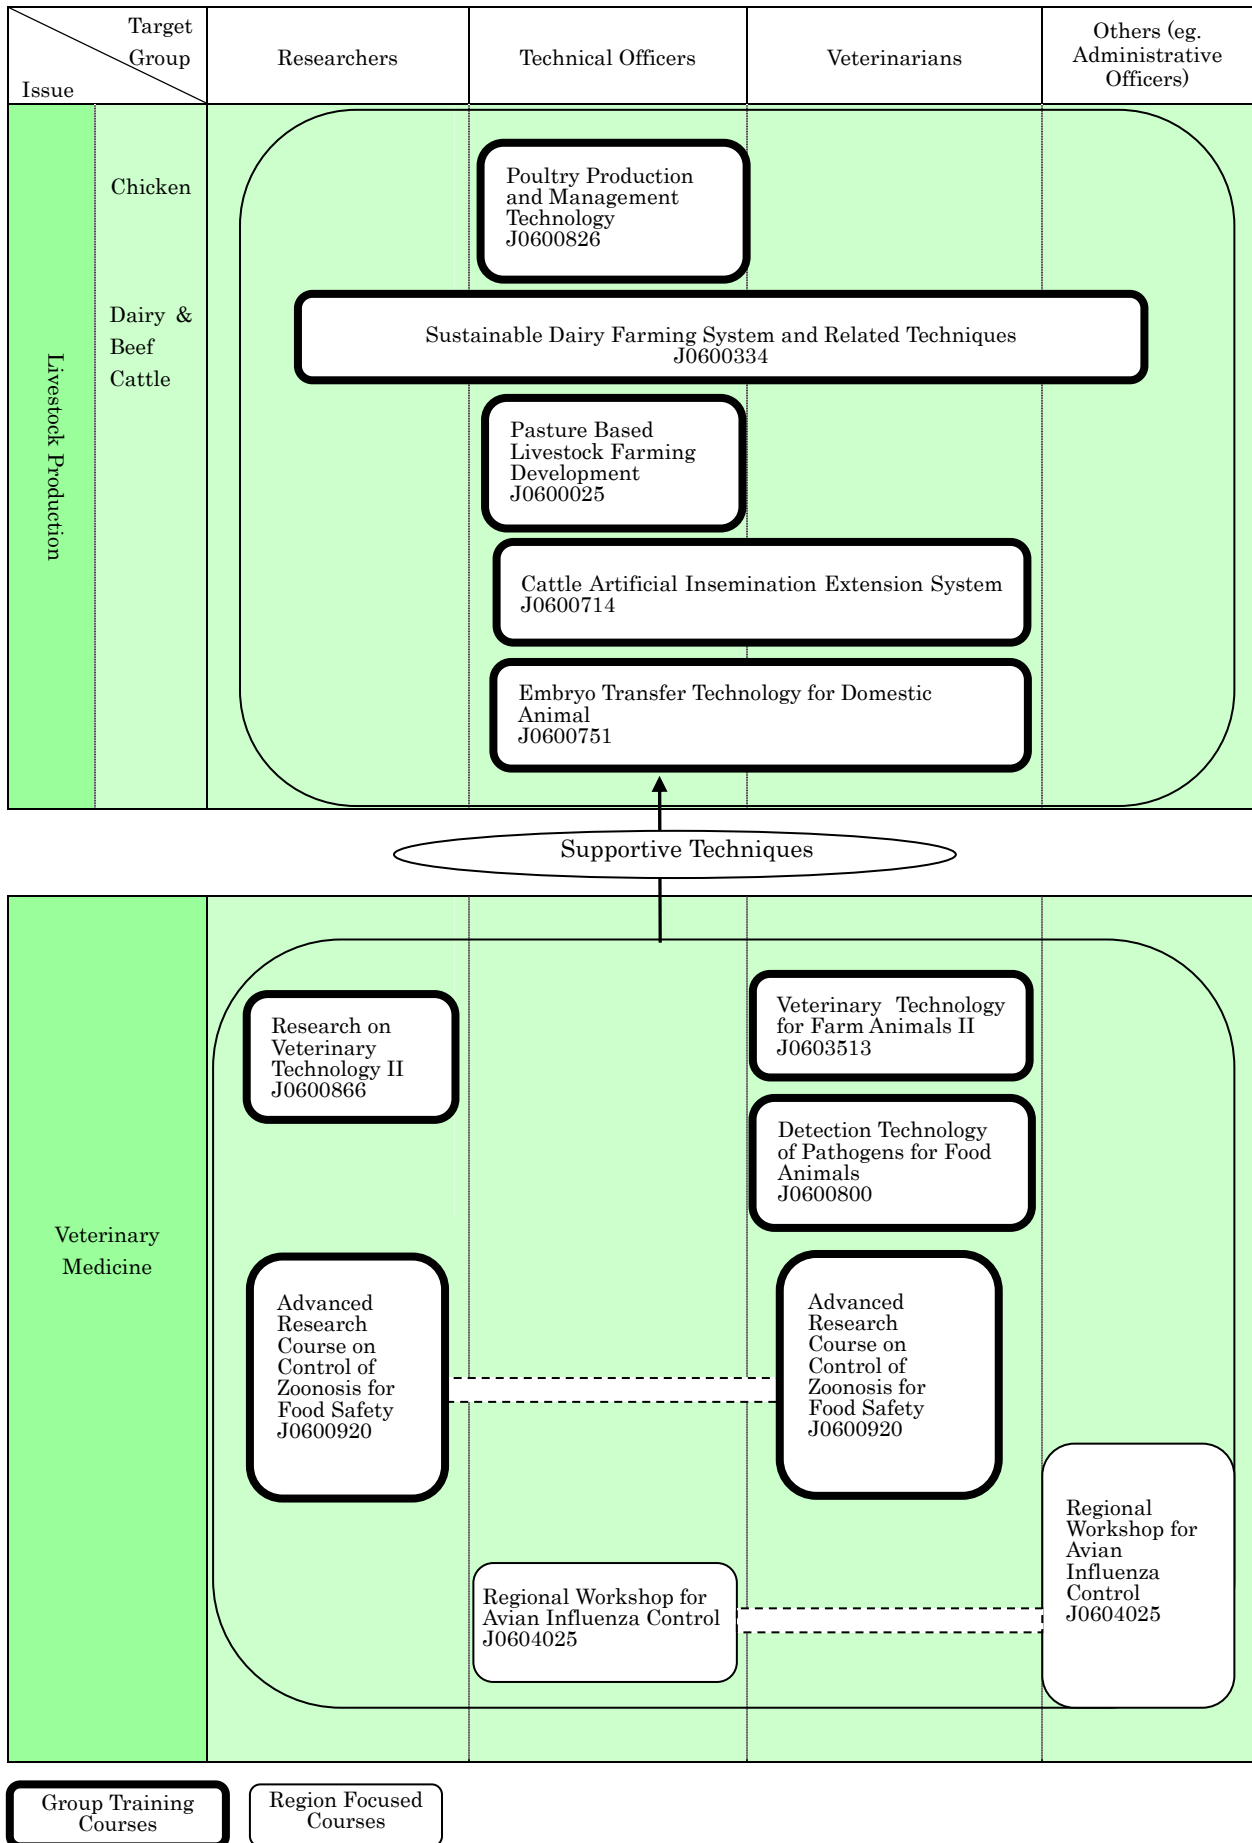 Target
Group
Issue
Researchers
Technical Officers
Veterinarians
Others (eg.
Administrative
Officers)
Livestock Production
Chicken
Poultry Production
and Management
Technology
J0600826
Dairy &
Beef
Cattle
Sustainable Dairy Farming System and Related Techniques
J0600334
Pasture Based
Livestock Farming
Development
J0600025
Cattle Artificial Insemination Extension System
J0600714
Embryo Transfer Technology for Domestic
Animal
J0600751
Supportive Techniques
Veterinary
Medicine
Research on
Veterinary
Technology II
J0600866
Veterinary Technology
for Farm Animals II
J0603513
Detection Technology
of Pathogens for Food
Animals
J0600800
Advanced
Research
Course on
Control of
Zoonosis for
Food Safety
J0600920
Advanced
Research
Course on
Control of
Zoonosis for
Food Safety
J0600920
Regional Workshop for
Avian Influenza Control
J0604025
Regional
Workshop for
Avian
Influenza
Control
J0604025
Group Training
Courses
Region Focused
Courses